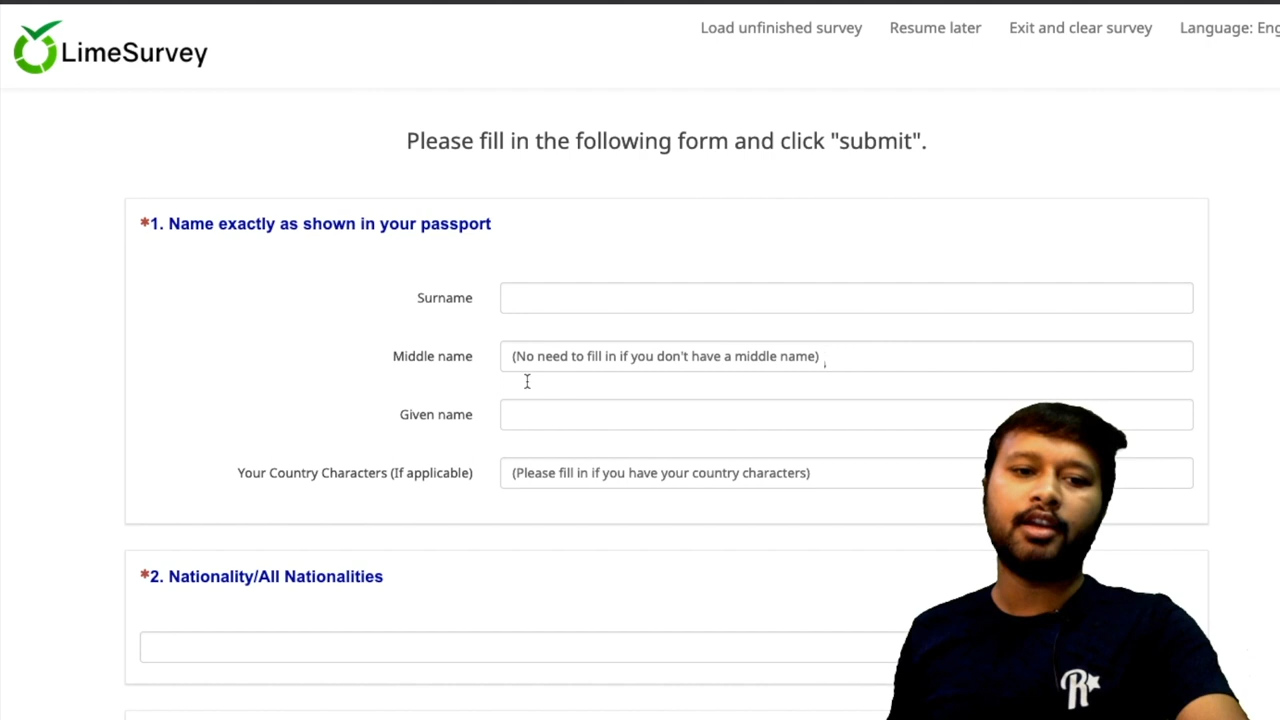 LimeSurvey
Load unfinished survey
Resume later
Exit and clear survey
Language: Eng
Please fill in the following form and click "submit".
*1. Name exactly as shown in your passport
Surname
Middle name
(No need to fill in if you don't have a middle name)
Given name
Your Country Characters (If applicable)
(Please fill in if you have your country characters)
*2. Nationality/All Nationalities
R